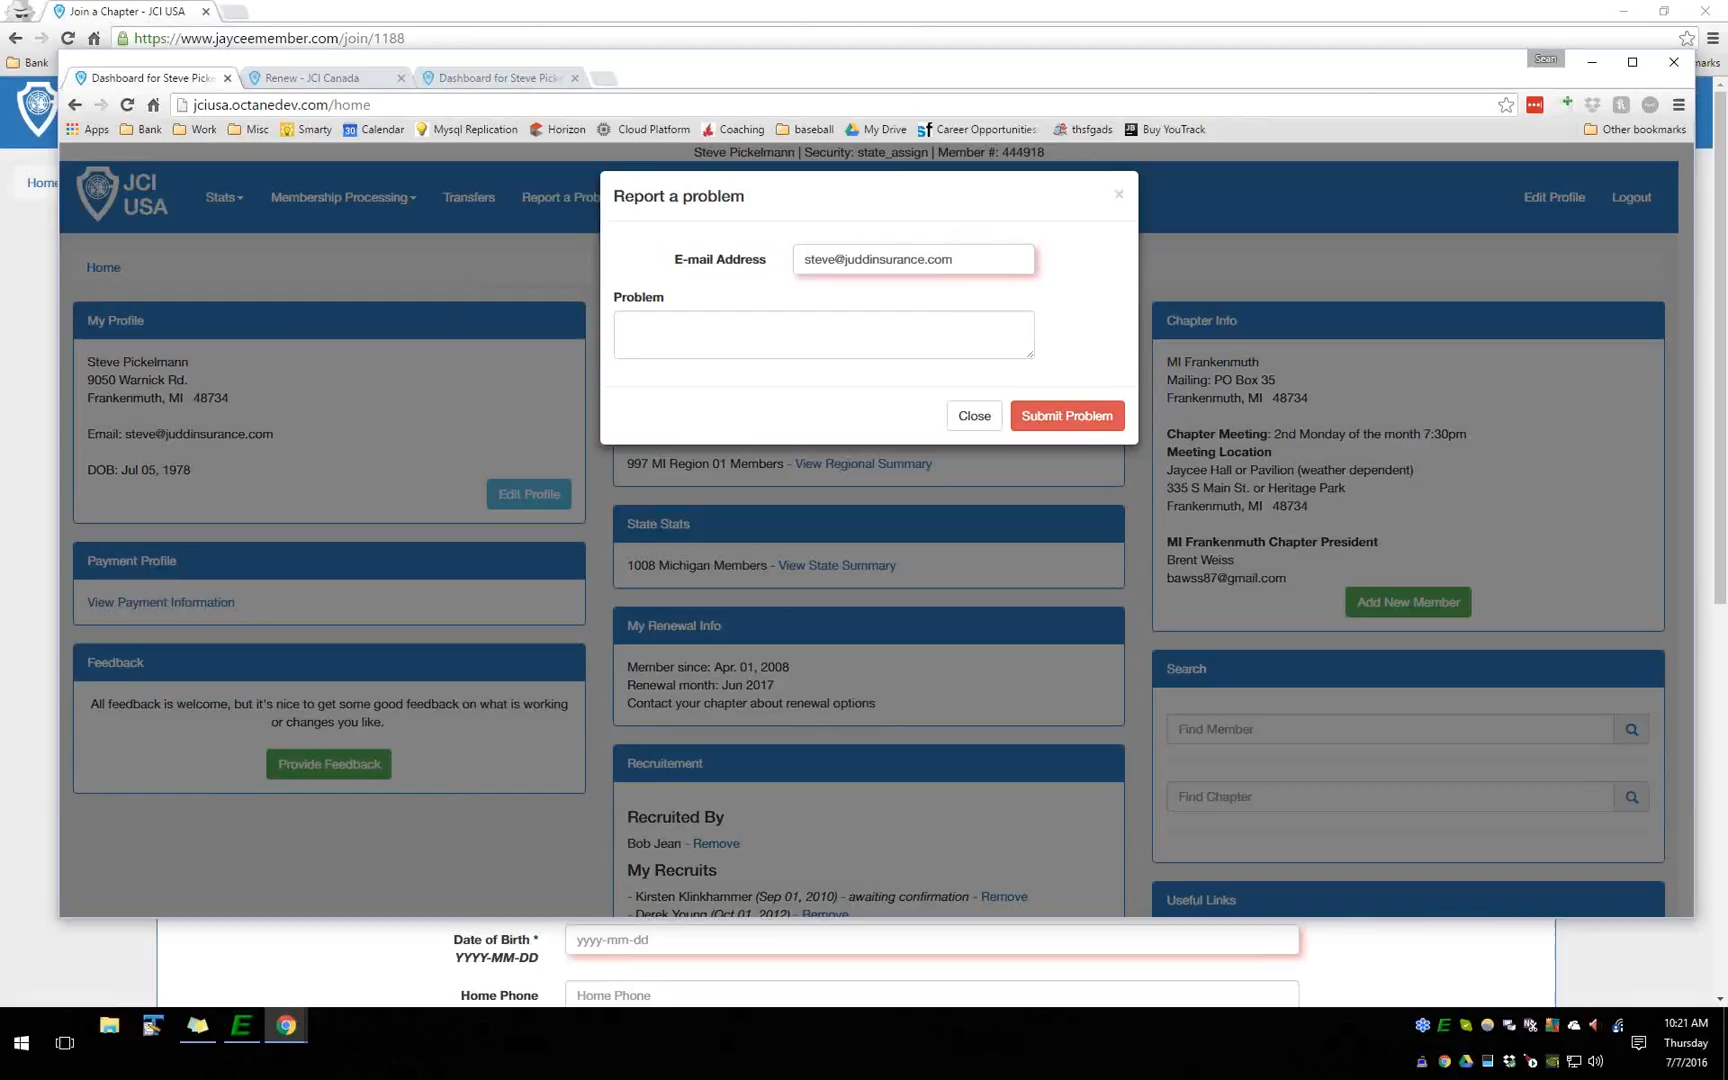 Join a Chapter - JCI USA
https://www.jayceemember.com/join/1188
Bank
Home
Sean
Dashboard for Steve Picke
Renew - JCI Canada
Dashboard for Steve Picke
jciusa.octanedev.com/home
Apps
Bank
Work
Misc
Smarty
Calendar
Mysql Replication
Horizon
Cloud Platform
Coaching
baseball
My Drive
Career Opportunities
thsfgads
Buy YouTrack
Other bookmarks
Steve Pickelmann | Security: state_assign | Member #: 444918
JCI
USA
Stats
Membership Processing
Transfers
Report a Prob
Edit Profile
Logout
Report a problem
×
E-mail Address
steve@juddinsurance.com
Problem
Close
Submit Problem
Home
My Profile
Steve Pickelmann
9050 Warnick Rd.
Frankenmuth, MI 48734
Email: steve@juddinsurance.com
DOB: Jul 05, 1978
Edit Profile
Payment Profile
View Payment Information
Feedback
All feedback is welcome, but it's nice to get some good feedback on what is working
or changes you like.
Provide Feedback
997 MI Region 01 Members - View Regional Summary
State Stats
1008 Michigan Members - View State Summary
My Renewal Info
Member since: Apr. 01, 2008
Renewal month: Jun 2017
Contact your chapter about renewal options
Recruitement
Recruited By
Bob Jean - Remove
My Recruits
- Kirsten Klinkhammer (Sep 01, 2010) - awaiting confirmation - Remove
- Derek Young (Oct 01, 2012) - Remove
Chapter Info
MI Frankenmuth
Mailing: PO Box 35
Frankenmuth, MI 48734
Chapter Meeting: 2nd Monday of the month 7:30pm
Meeting Location
Jaycee Hall or Pavilion (weather dependent)
335 S Main St. or Heritage Park
Frankenmuth, MI 48734
MI Frankenmuth Chapter President
Brent Weiss
bawss87@gmail.com
Add New Member
Search
Find Member
Find Chapter
Useful Links
Date of Birth *
YYYY-MM-DD
yyyy-mm-dd
Home Phone
Home Phone
10:21 AM
Thursday
7/7/2016